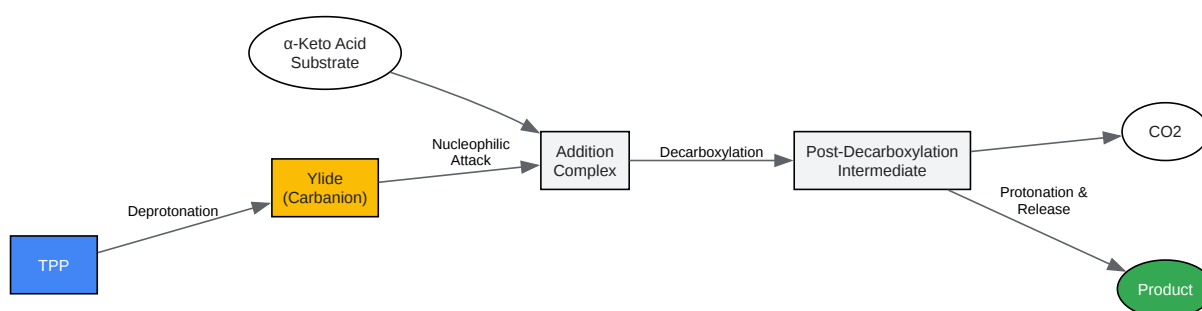 α-Keto Acid
Substrate
CO2
Nucleophilic
Attack
Addition
Complex
Decarboxylation
Post-Decarboxylation
Intermediate
Ylide
(Carbanion)
Protonation &
Release
Deprotonation
TPP
Product